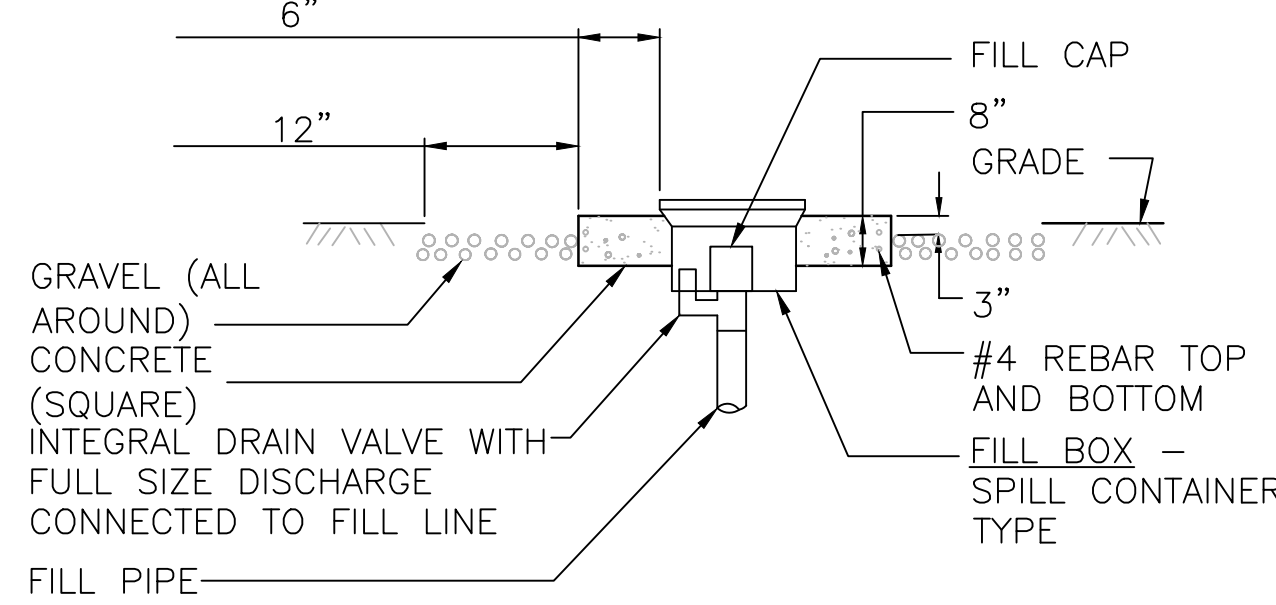 6”
12”
GRAVEL (ALL
AROUND)
CONCRETE
(SQUARE)
INTEGRAL DRAIN VALVE WITH
FULL SIZE DISCHARGE
CONNECTED TO FILL LINE
FILL PIPE
FILL CAP
8”
GRADE
3”
#4 REBAR TOP
AND BOTTOM
FILL BOX –
SPILL CONTAINER
TYPE